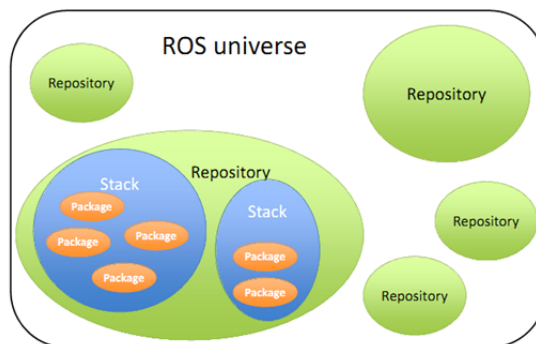 ROS universe
Repository
Repository
Repository
Stack
Package
Package
Package
Package
Stack
Package
Package
Repository
Repository